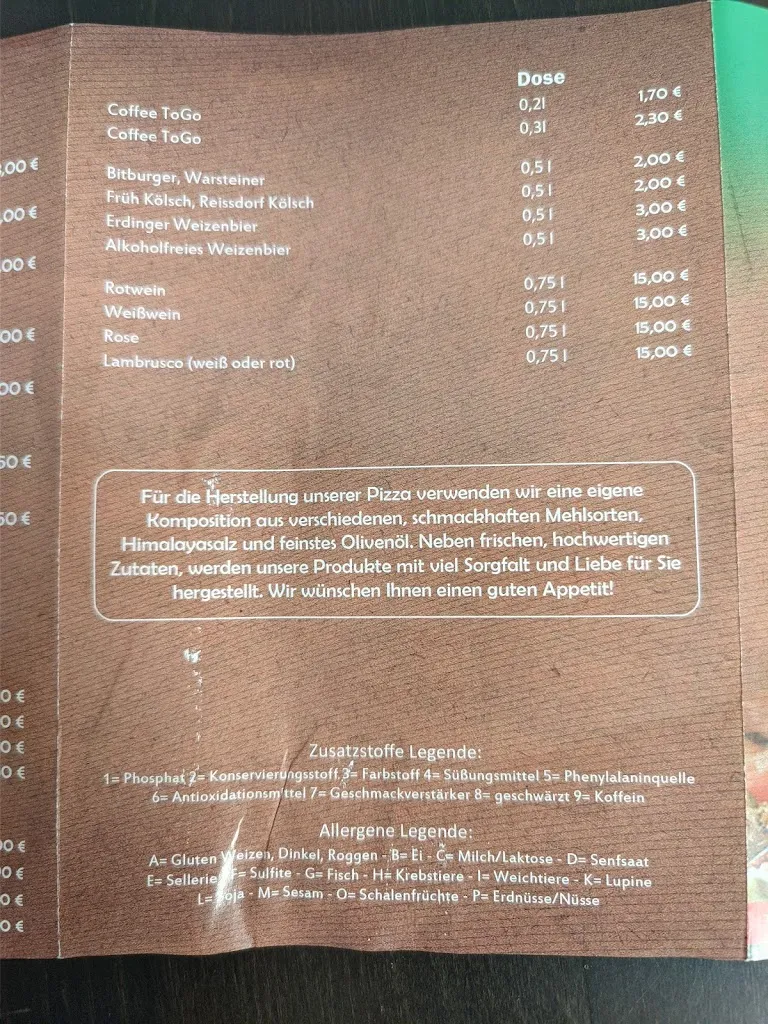 Dose
Coffee ToGo 0,2l 1,70 €
Coffee ToGo 0,3l 2,30 €
Bitburger, Warsteiner 0,5 l 2,00 €
Früh Kölsch, Reissdorf Kölsch 0,5 l 2,00 €
Erdinger Weizenbier 0,5 l 3,00 €
Alkoholfreies Weizenbier 0,5 l 3,00 €
Rotwein 0,75 l 15,00 €
Weißwein 0,75 l 15,00 €
Rose 0,75 l 15,00 €
Lambrusco (weiß oder rot) 0,75 l 15,00 €
Für die Herstellung unserer Pizza verwenden wir eine eigene
Komposition aus verschiedenen, schmackhaften Mehlsorten,
Himalayasalz und feinstes Olivenöl. Neben frischen, hochwertigen
Zutaten, werden unsere Produkte mit viel Sorgfalt und Liebe für Sie
hergestellt. Wir wünschen Ihnen einen guten Appetit!
Zusatzstoffe Legende:
1= Phosphat 2= Konservierungsstoff 3= Farbstoff 4= Süßungsmittel 5= Phenylalaninquelle
6= Antioxidationsmittel 7= Geschmackverstärker 8= geschwärzt 9= Koffein
Allergene Legende:
A= Gluten Weizen, Dinkel, Roggen - B= Ei - C= Milch/Laktose - D= Senfsaat
E= Sellerie - F= Sulfite - G= Fisch - H= Krebstiere - I= Weichtiere - K= Lupine
L= Soja - M= Sesam - O= Schalenfrüchte - P= Erdnüsse/Nüsse